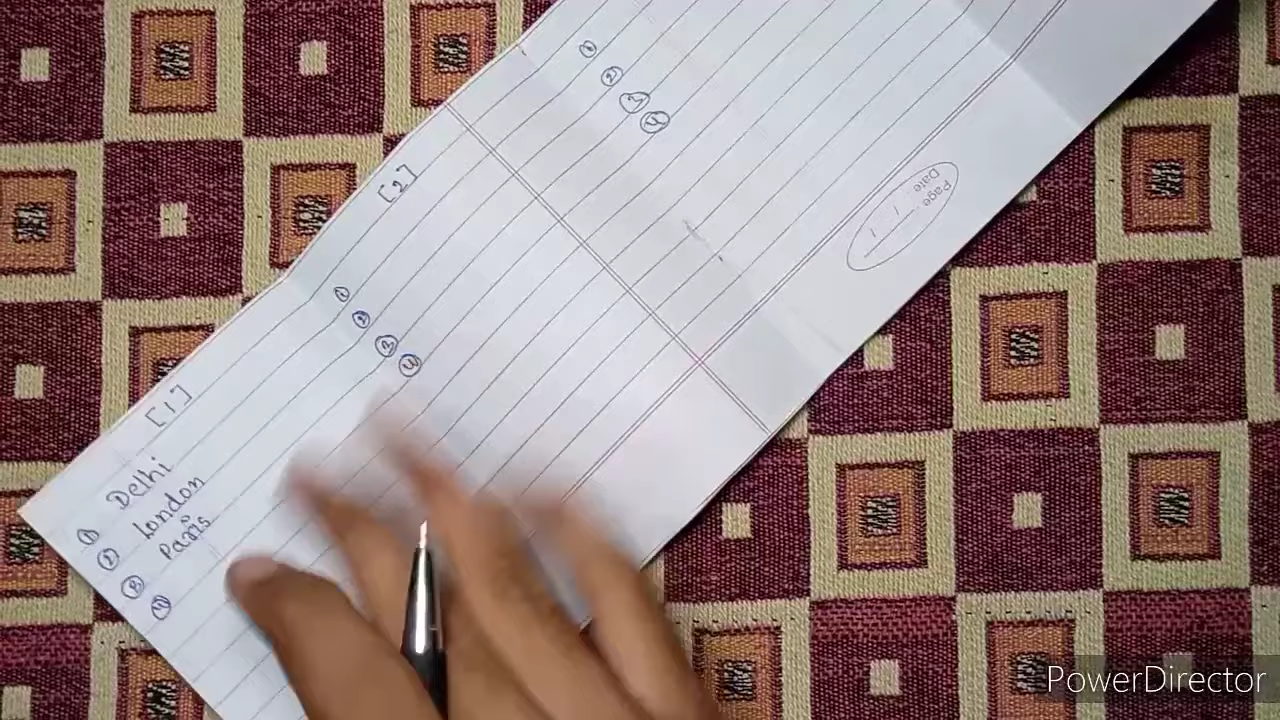 [1]
① Delhi
② London
③ Paris
④
[2]
①
②
③
④
①
②
③
④
Page
Date / /
PowerDirector